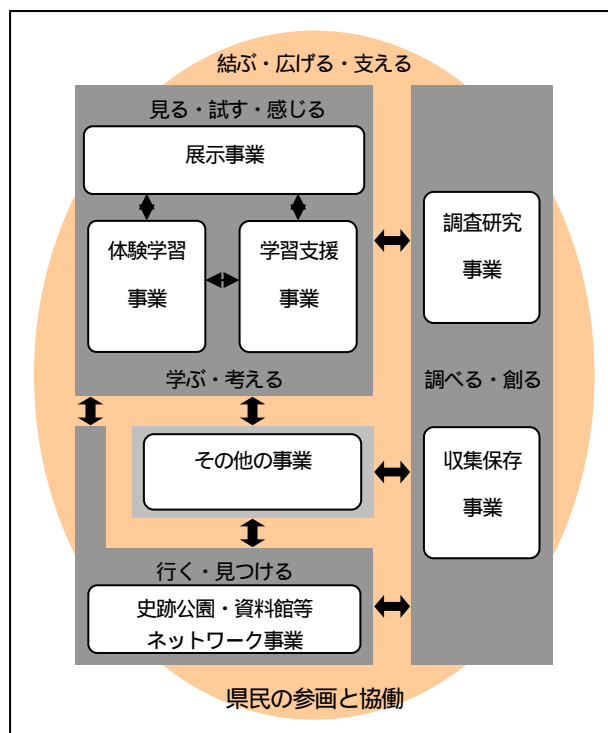 結ぶ・広げる・支える
見る・試す・感じる
展示事業
体験学習
事業
学習支援
事業
学ぶ・考える
調査研究
事業
調べる・創る
収集保存
事業
その他の事業
行く・見つける
史跡公園・資料館等
ネットワーク事業
県民の参画と協働